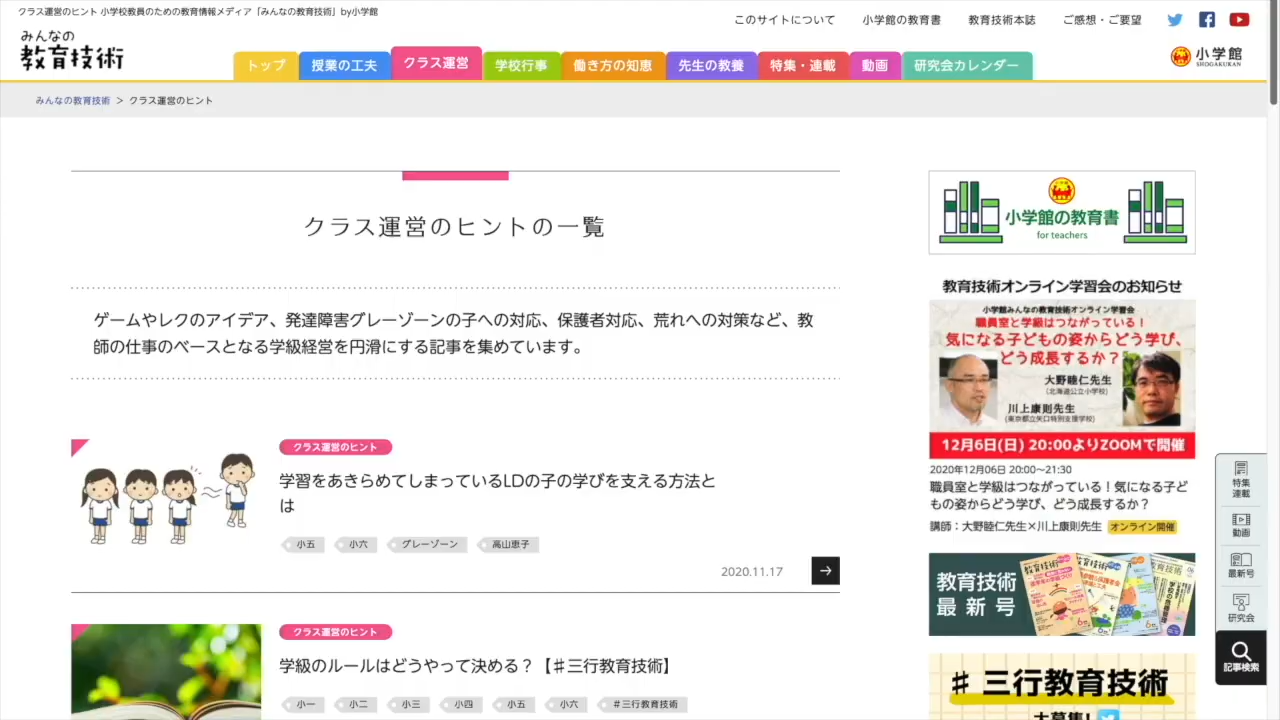 クラス運営のヒント 小学校教員のための教育情報メディア「みんなの教育技術」by小学館
このサイトについて
小学館の教育書
教育技術本誌
ご感想・ご要望
みんなの
教育技術
トップ
授業の工夫
クラス運営
学校行事
働き方の知恵
先生の教養
特集・連載
動画
研究会カレンダー
小学館
SHOGAKUKAN
みんなの教育技術 > クラス運営のヒント
クラス運営のヒントの一覧
ゲームやレクのアイデア、発達障害グレーゾーンの子への対応、保護者対応、荒れへの対策など、教
師の仕事のベースとなる学級経営を円滑にする記事を集めています。
クラス運営のヒント
学習をあきらめてしまっているLDの子の学びを支える方法と
は
小五
小六
グレーゾーン
高山恵子
2020.11.17
クラス運営のヒント
学級のルールはどうやって決める？【♯三行教育技術】
小一
小二
小三
小四
小五
小六
♯三行教育技術
小学館の教育書
for teachers
教育技術オンライン学習会のお知らせ
小学館みんなの教育技術オンライン学習会
職員室と学級はつながっている！
気になる子どもの姿からどう学び、
どう成長するか？
大野睦仁先生
（北海道公立小学校）
川上康則先生
（東京都立矢口特別支援学校）
12月6日(日) 20:00よりZOOMで開催
2020年12月06日 20:00〜21:30
職員室と学級はつながっている！気になる子ど
もの姿からどう学び、どう成長するか？
講師：大野睦仁先生×川上康則先生
オンライン開催
教育技術
最新号
♯三行教育技術
大募集!
特集
連載
動画
最新号
研究会
記事検索